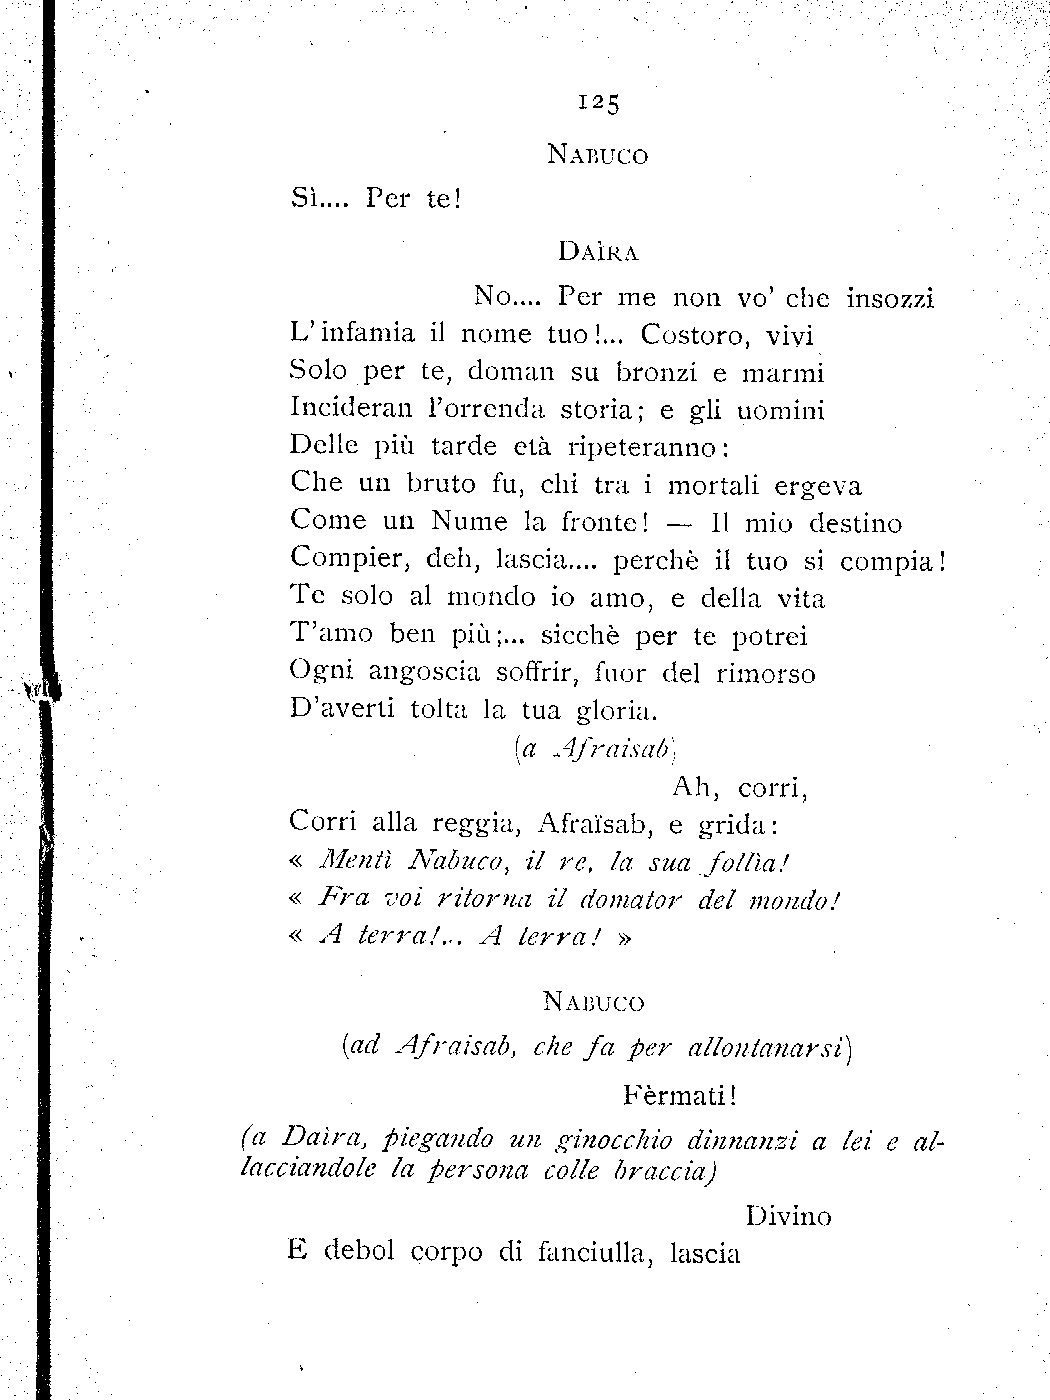 125
NABUCO
Sì.... Per te!
DAÌRA
No.... Per me non vo' che insozzi
L'infamia il nome tuo!... Costoro, vivi
Solo per te, doman su bronzi e marmi
Incideran l'orrenda storia; e gli uomini
Delle più tarde età ripeteranno:
Che un bruto fu, chi tra i mortali ergeva
Come un Nume la fronte! — Il mio destino
Compier, deh, lascia.... perchè il tuo si compia!
Te solo al mondo io amo, e della vita
T'amo ben più;... sicchè per te potrei
Ogni angoscia soffrir, fuor del rimorso
D'averti tolta la tua gloria.
(a Afraisab)
Ah, corri,
Corri alla reggia, Afraïsab, e grida:
« Mentì Nabuco, il re, la sua follìa!
« Fra voi ritorna il domator del mondo!
« A terra!... A terra! »
NABUCO
(ad Afraisab, che fa per allontanarsi)
Fèrmati!
(a Daìra, piegando un ginocchio dinnanzi a lei e al-
lacciandole la persona colle braccia)
Divino
E debol corpo di fanciulla, lascia